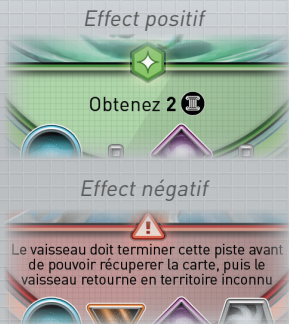 Effect positif
Obtenez 2
Effect négatif
Le vaisseau doit terminer cette piste avant
de pouvoir récuperer la carte, puis le
vaisseau retourne en territoire inconnu